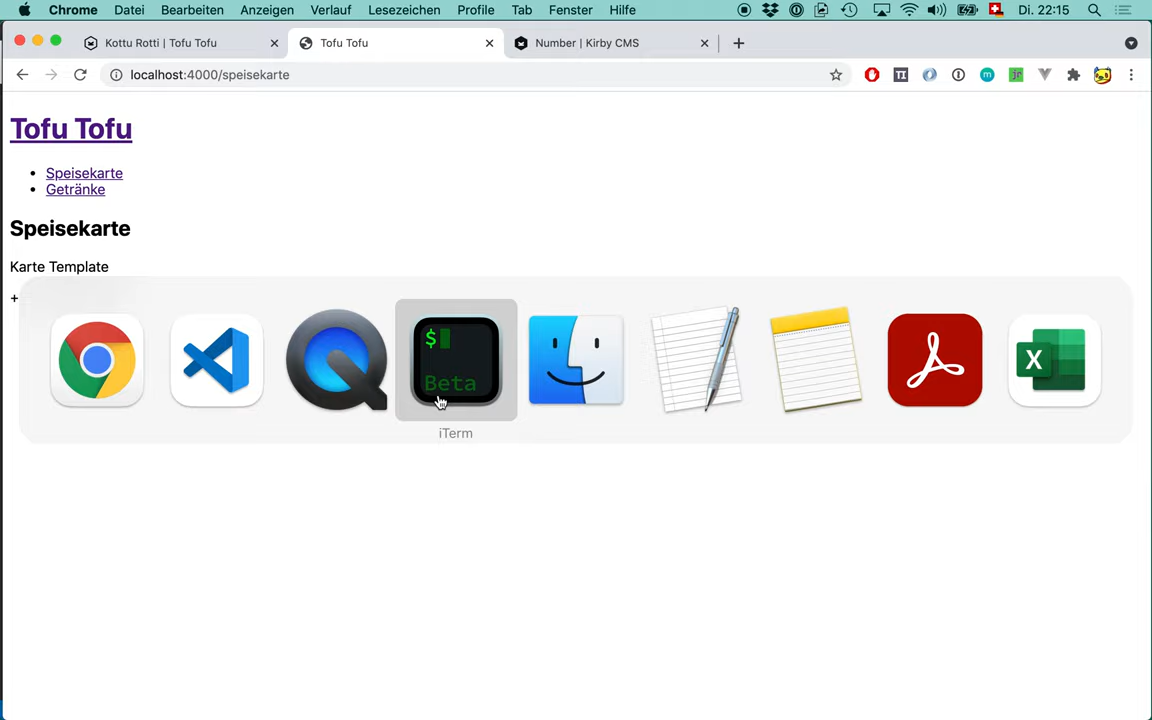 Chrome Datei Bearbeiten Anzeigen Verlauf Lesezeichen Profile Tab Fenster Hilfe Di. 22:15
Kottu Rotti | Tofu Tofu Tofu Tofu Number | Kirby CMS
localhost:4000/speisekarte
Tofu Tofu
Speisekarte
Getränke
Speisekarte
Karte Template
+
$
Beta
X
iTerm